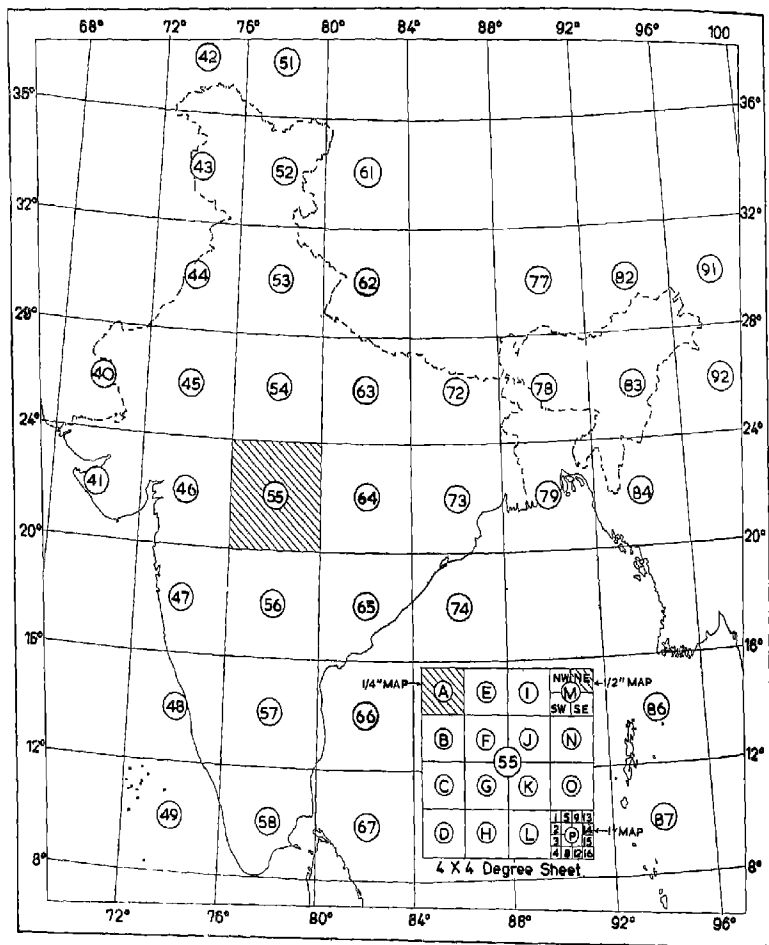 68° 72° 76° 80° 84° 88° 92° 96° 100
42 51
36° 36°
43 52 61
32° 32°
44 53 62 77 82 91
28° 28°
40 45 54 63 72 78 83 92
24° 24°
41 46 55 64 73 79 84
20° 20°
47 56 65 74
16° 16°
1/4" MAP A E I NW NE M SW SE 1/2" MAP
48 57 66 86
B F J N
12° 55 12°
C G K O
49 58 67 87
D H L 1 5 9 13 2 14 3 P 15 4 8 12 16 1" MAP
8° 4 X 4 Degree Sheet 8°
72° 76° 80° 84° 88° 92° 96°